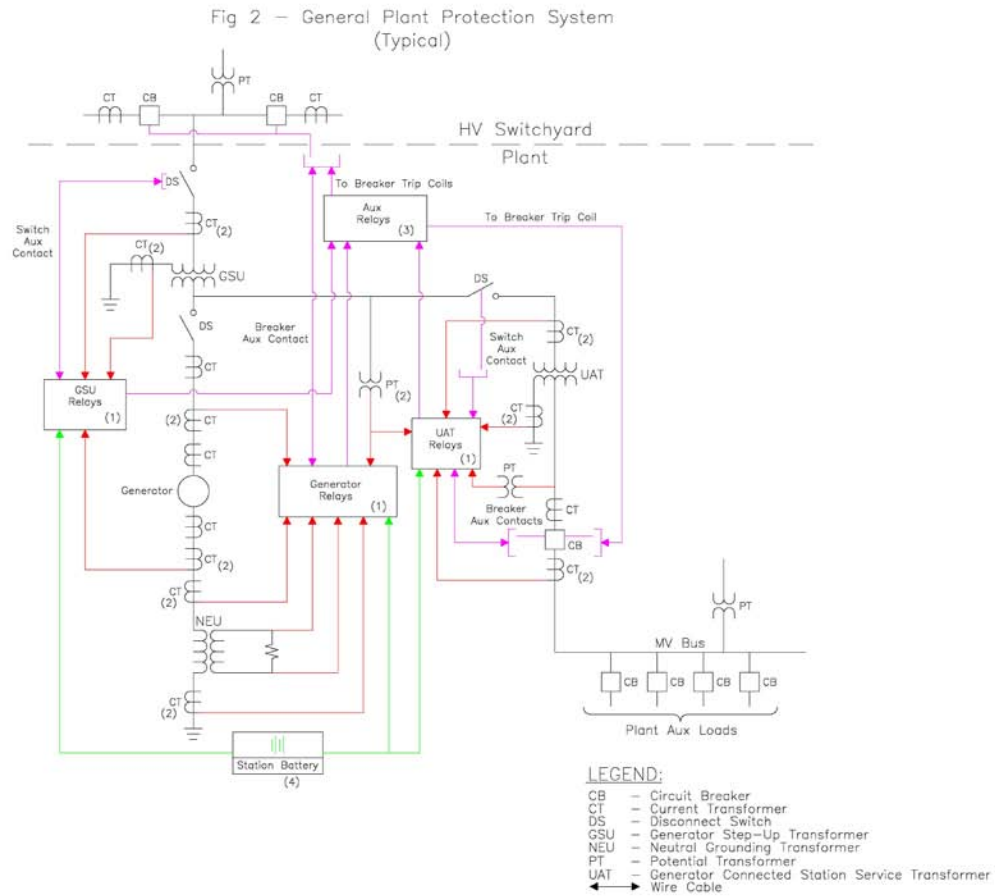 Fig 2 - General Plant Protection System
(Typical)
PT
CT
CB
CB
CT
HV Switchyard
Plant
DS
To Breaker Trip Coils
Aux
Relays
(3)
To Breaker Trip Coil
Switch
Aux
Contact
CT
(2)
CT
(2)
GSU
DS
DS
Breaker
Aux Contact
Switch
Aux
Contact
CT
(2)
CT
UAT
GSU
Relays
(1)
PT
(2)
CT
(2)
(2)
CT
UAT
Relays
(1)
CT
PT
Generator
Generator
Relays
(1)
Breaker
Aux Contacts
CT
CT
CB
CT
(2)
CT
(2)
CT
(2)
NEU
PT
MV Bus
CT
(2)
CB
CB
CB
CB
Plant Aux Loads
Station Battery
(4)
LEGEND:
CB - Circuit Breaker
CT - Current Transformer
DS - Disconnect Switch
GSU - Generator Step-Up Transformer
NEU - Neutral Grounding Transformer
PT - Potential Transformer
UAT - Generator Connected Station Service Transformer
Wire Cable